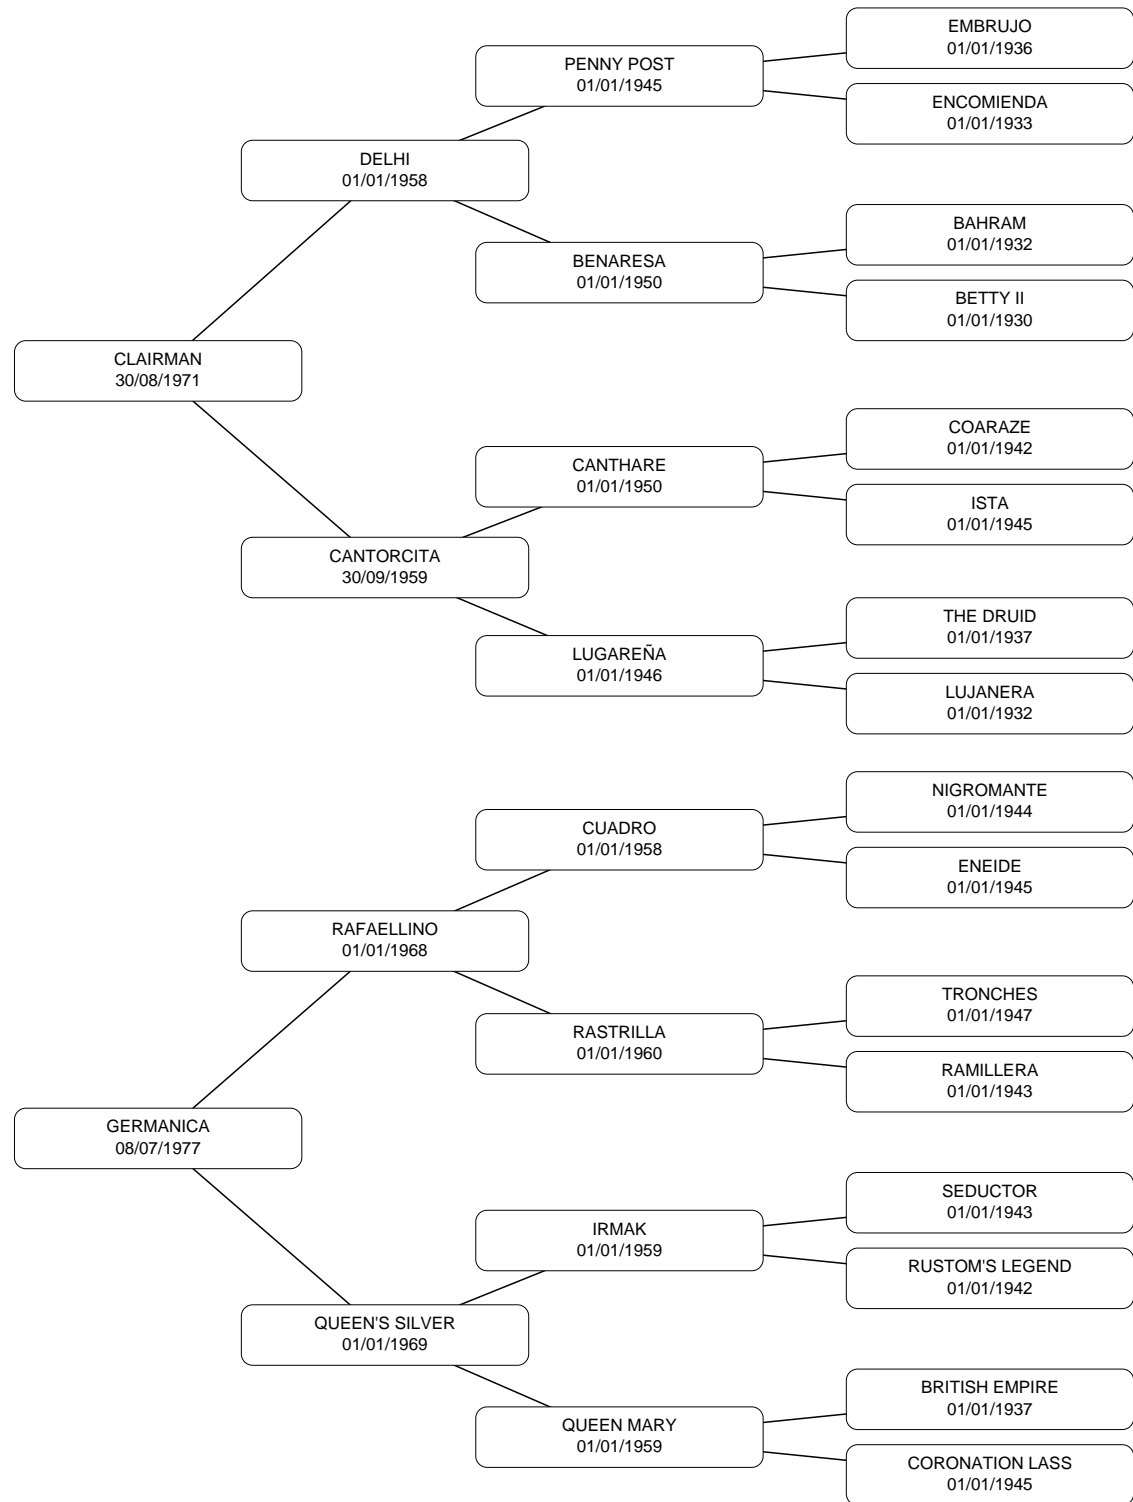 EMBRUJO
01/01/1936
PENNY POST
01/01/1945
ENCOMIENDA
01/01/1933
DELHI
01/01/1958
BAHRAM
01/01/1932
BENARESA
01/01/1950
BETTY II
01/01/1930
CLAIRMAN
30/08/1971
COARAZE
01/01/1942
CANTHARE
01/01/1950
ISTA
01/01/1945
CANTORCITA
30/09/1959
THE DRUID
01/01/1937
LUGAREÑA
01/01/1946
LUJANERA
01/01/1932
NIGROMANTE
01/01/1944
CUADRO
01/01/1958
ENEIDE
01/01/1945
RAFAELLINO
01/01/1968
TRONCHES
01/01/1947
RASTRILLA
01/01/1960
RAMILLERA
01/01/1943
GERMANICA
08/07/1977
SEDUCTOR
01/01/1943
IRMAK
01/01/1959
RUSTOM'S LEGEND
01/01/1942
QUEEN'S SILVER
01/01/1969
BRITISH EMPIRE
01/01/1937
QUEEN MARY
01/01/1959
CORONATION LASS
01/01/1945